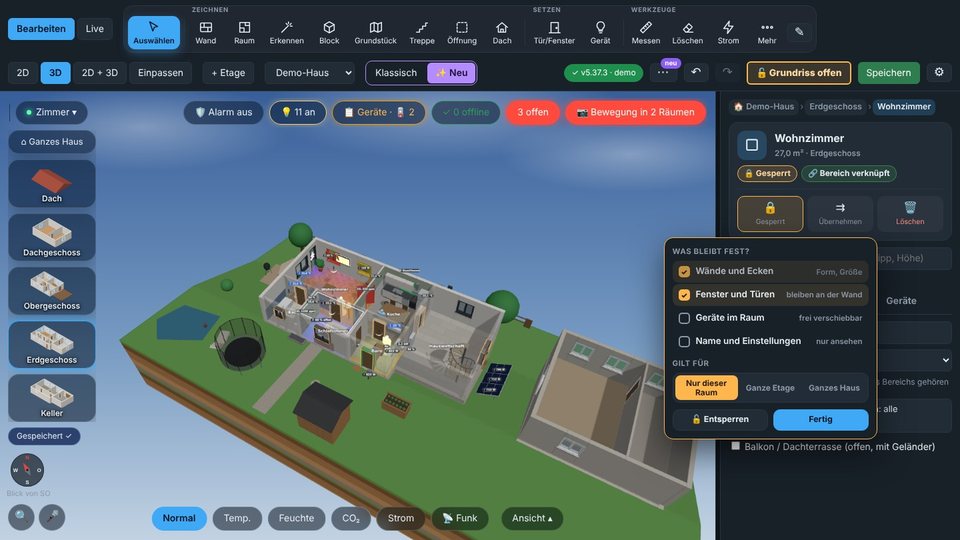 ZEICHNEN
SETZEN
WERKZEUGE
Bearbeiten
Live
Auswählen
Wand
Raum
Erkennen
Block
Grundstück
Treppe
Öffnung
Dach
Tür/Fenster
Gerät
Messen
Löschen
Strom
Mehr
2D
3D
2D + 3D
Einpassen
+ Etage
Demo-Haus
Klassisch
✨ Neu
✓ v5.37.3 · demo
neu
Grundriss offen
Speichern
Zimmer ▾
Alarm aus
11 an
Geräte · 2
✓ 0 offline
3 offen
Bewegung in 2 Räumen
⌂ Ganzes Haus
Dach
Dachgeschoss
Obergeschoss
Erdgeschoss
Keller
Gespeichert ✓
Blick von SO
Normal
Temp.
Feuchte
CO₂
Strom
Funk
Ansicht ▴
Demo-Haus › Erdgeschoss › Wohnzimmer
Wohnzimmer
27,0 m² · Erdgeschoss
Gesperrt
Bereich verknüpft
Gesperrt
Übernehmen
Löschen
WAS BLEIBT FEST?
Wände und Ecken Form, Größe
Fenster und Türen bleiben an der Wand
Geräte im Raum frei verschiebbar
Name und Einstellungen nur ansehen
GILT FÜR
Nur dieser
Raum
Ganze Etage
Ganzes Haus
Entsperren
Fertig
Höhe)
Geräte
Bereichs gehören
alle
Balkon / Dachterrasse (offen, mit Geländer)